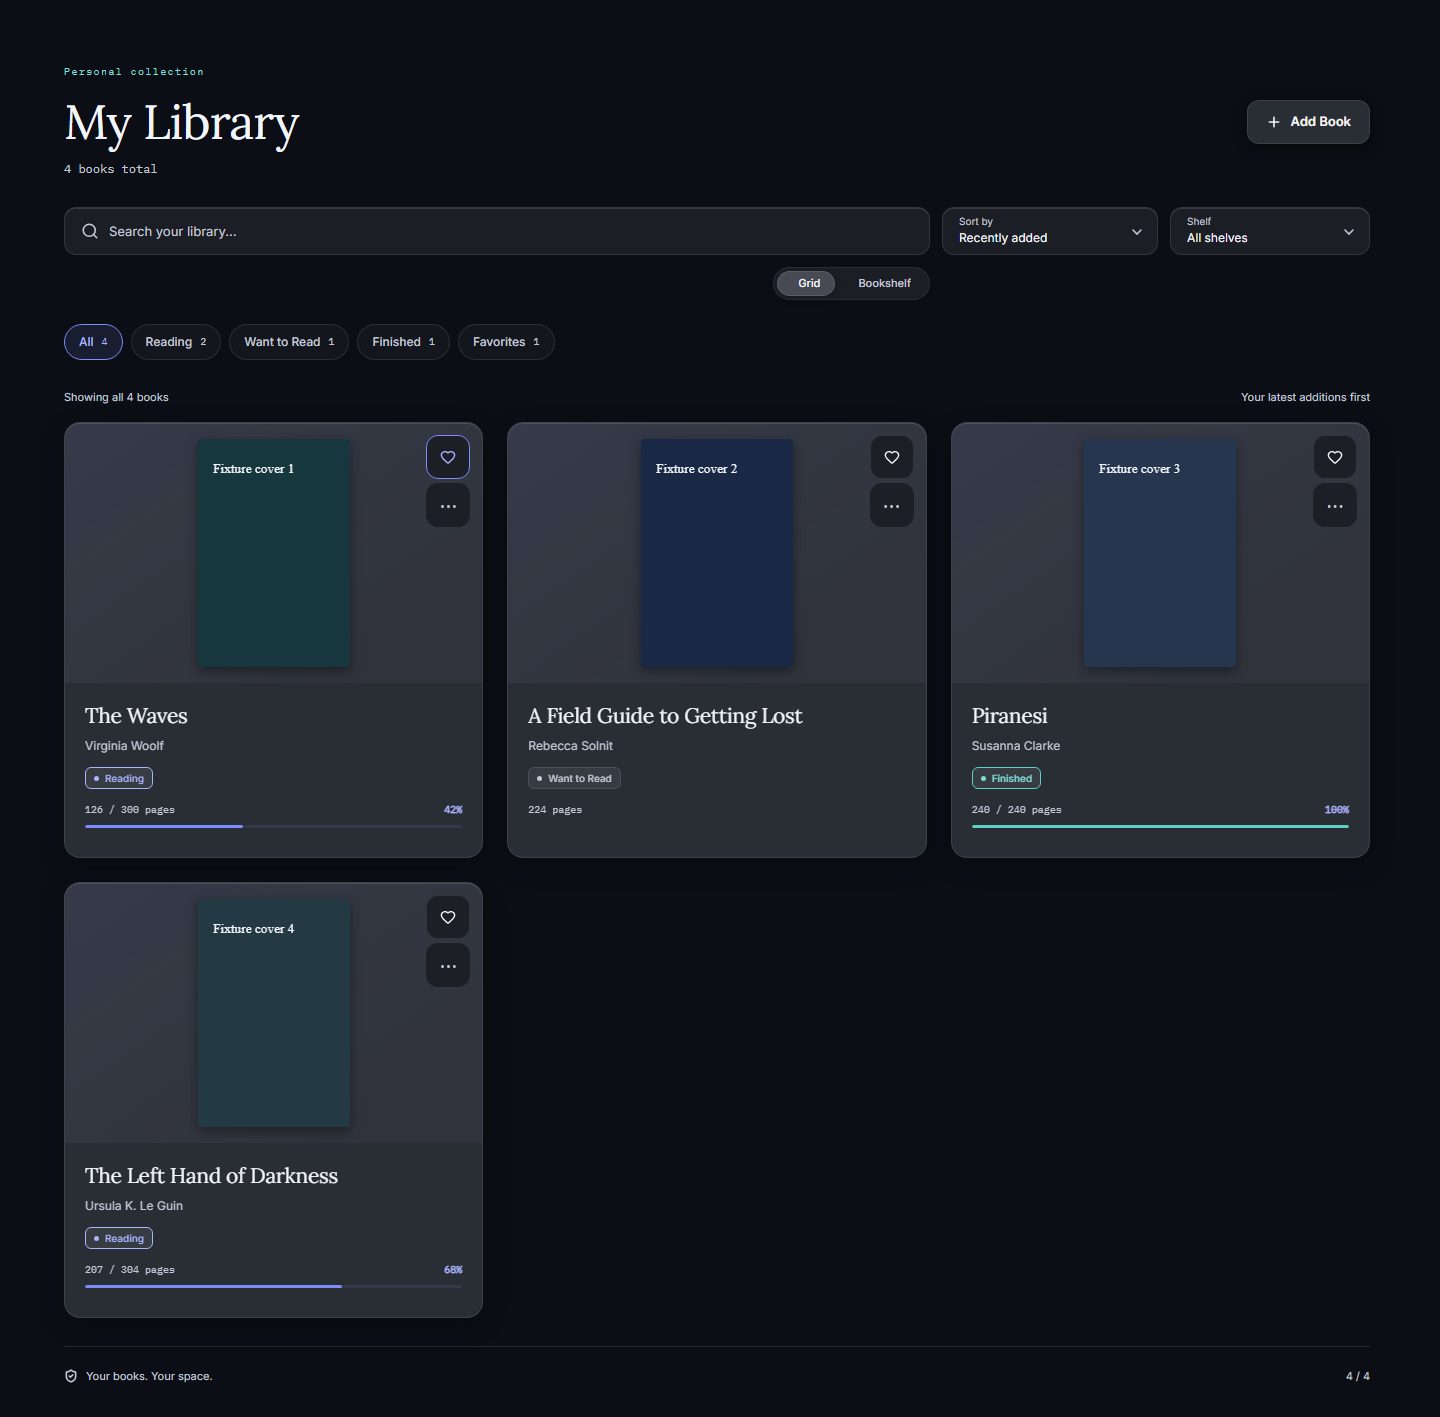 Personal collection
My Library
Add Book
4 books total
Search your library...
Sort by
Recently added
Shelf
All shelves
Grid Bookshelf
All 4 Reading 2 Want to Read 1 Finished 1 Favorites 1
Showing all 4 books
Your latest additions first
Fixture cover 1
The Waves
Virginia Woolf
Reading
126 / 300 pages 42%
Fixture cover 2
A Field Guide to Getting Lost
Rebecca Solnit
Want to Read
224 pages
Fixture cover 3
Piranesi
Susanna Clarke
Finished
240 / 240 pages 100%
Fixture cover 4
The Left Hand of Darkness
Ursula K. Le Guin
Reading
207 / 304 pages 68%
Your books. Your space.
4 / 4